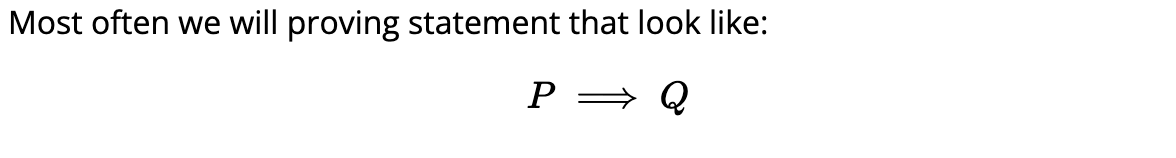 Most often we will proving statement that look like:
P ⟹ Q